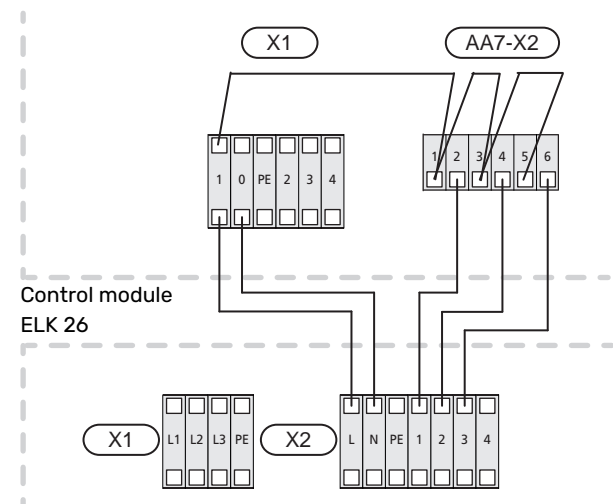 X1
AA7-X2
1 0 PE 2 3 4
1 2 3 4 5 6
Control module
ELK 26
X1
L1 L2 L3 PE
X2
L N PE 1 2 3 4